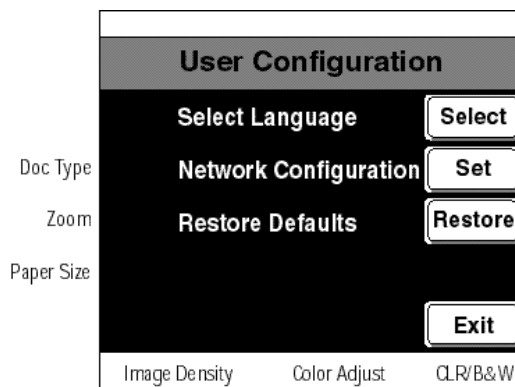 User Configuration
Select Language Select
Doc Type Network Configuration Set
Zoom Restore Defaults Restore
Paper Size
Exit
Image Density Color Adjust CLR/B&W